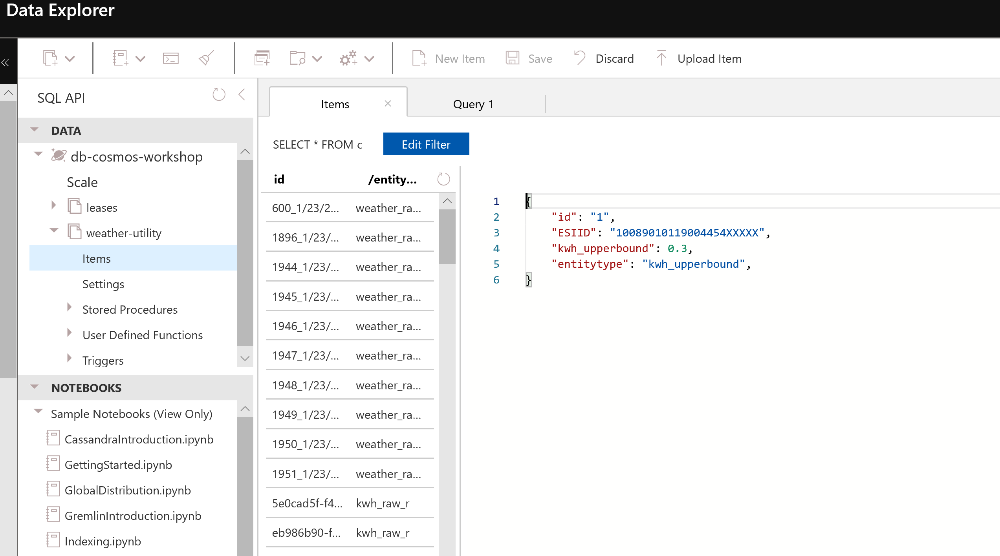 Data Explorer
New Item
Save
Discard
Upload Item
SQL API
DATA
db-cosmos-workshop
Scale
leases
weather-utility
Items
Settings
Stored Procedures
User Defined Functions
Triggers
NOTEBOOKS
Sample Notebooks (View Only)
CassandraIntroduction.ipynb
GettingStarted.ipynb
GlobalDistribution.ipynb
GremlinIntroduction.ipynb
Indexing.ipynb
Items
Query 1
SELECT * FROM c
Edit Filter
id /entity...
600_1/23/2... weather_ra...
1896_1/23/... weather_ra...
1944_1/23/... weather_ra...
1945_1/23/... weather_ra...
1946_1/23/... weather_ra...
1947_1/23/... weather_ra...
1948_1/23/... weather_ra...
1949_1/23/... weather_ra...
1950_1/23/... weather_ra...
1951_1/23/... weather_ra...
5e0cad5f-f4... kwh_raw_r
eb986b90-f... kwh_raw_r
1 {
2 "id": "1",
3 "ESIID": "10089010119004454XXXXX",
4 "kwh_upperbound": 0.3,
5 "entitytype": "kwh_upperbound",
6 }